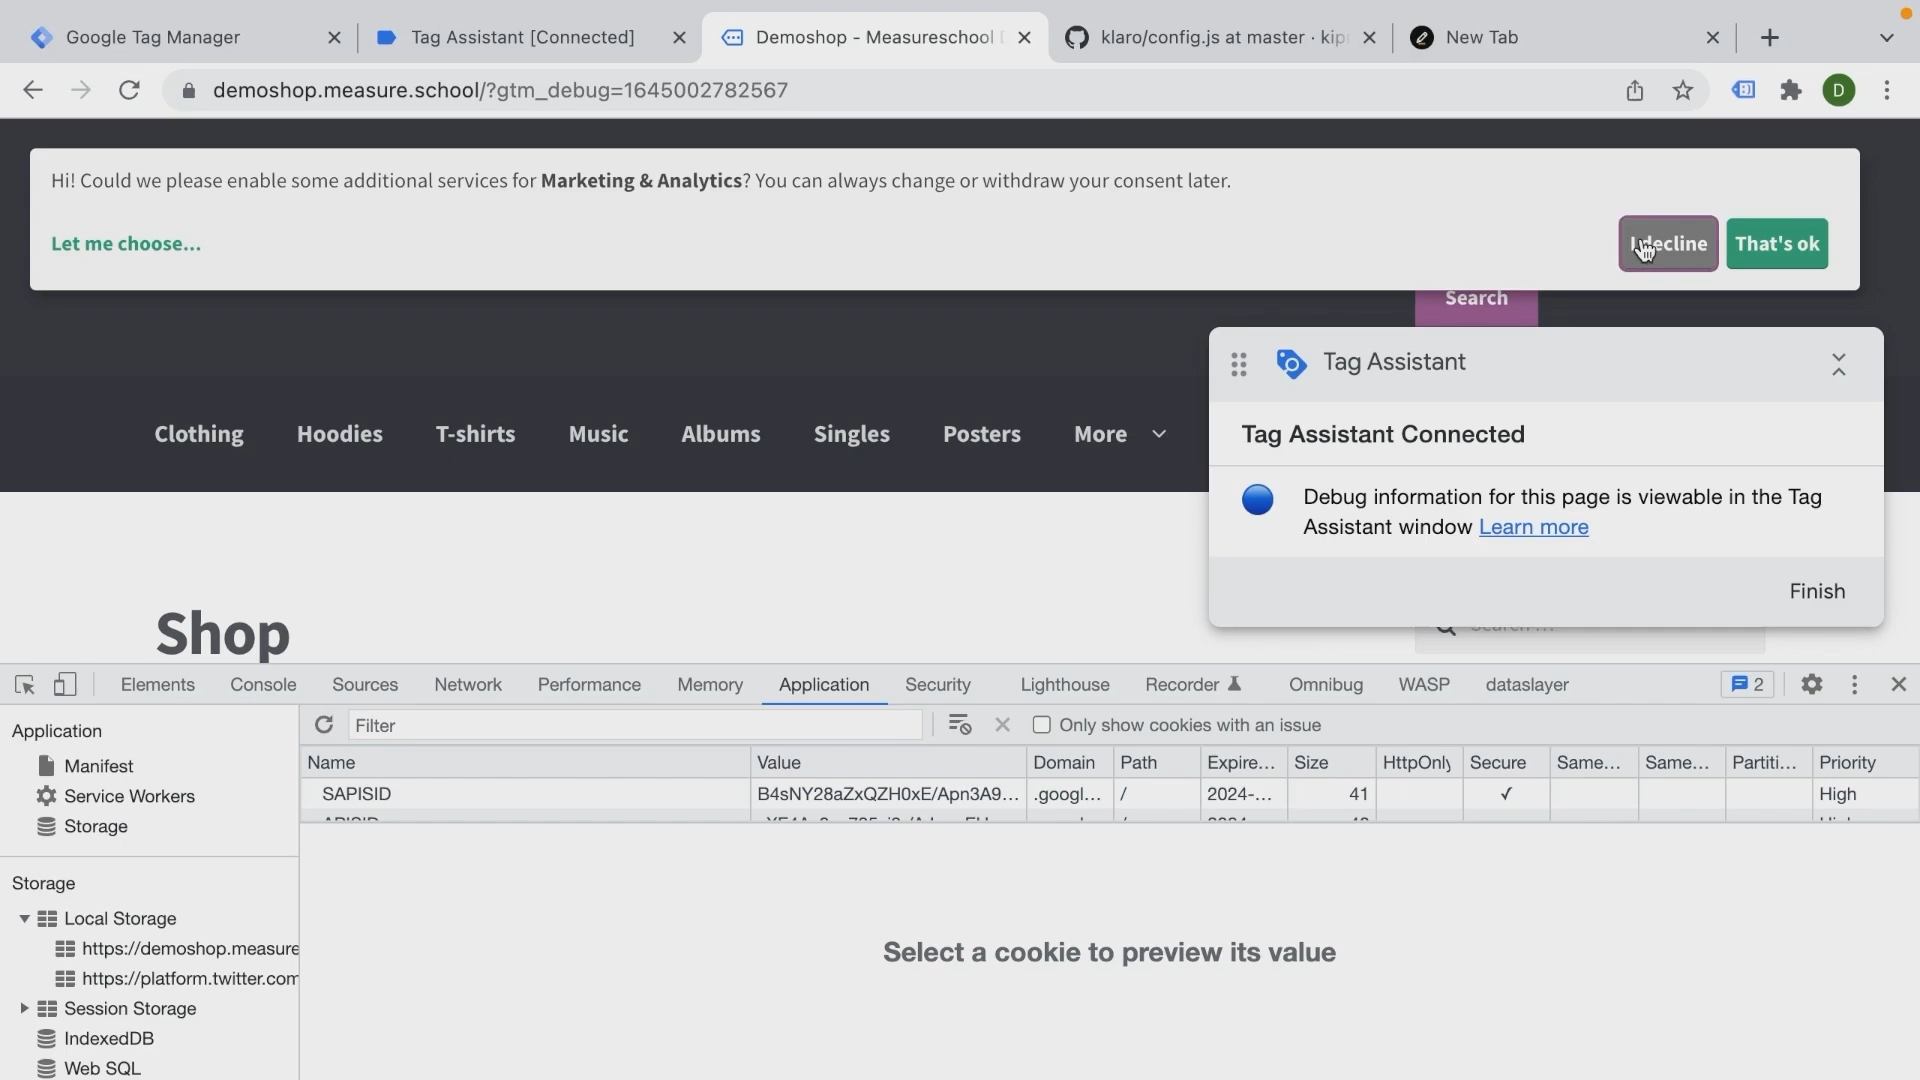 Google Tag Manager
Tag Assistant [Connected]
Demoshop - Measureschool
klaro/config.js at master · kip
New Tab
demoshop.measure.school/?gtm_debug=1645002782567
D
Hi! Could we please enable some additional services for Marketing & Analytics? You can always change or withdraw your consent later.
Let me choose...
decline
That's ok
Search
Tag Assistant
Clothing
Hoodies
T-shirts
Music
Albums
Singles
Posters
More
Tag Assistant Connected
Debug information for this page is viewable in the Tag
Assistant window Learn more
Finish
Shop
Elements
Console
Sources
Network
Performance
Memory
Application
Security
Lighthouse
Recorder
Omnibug
WASP
dataslayer
2
Application
Manifest
Service Workers
Storage
Filter
Only show cookies with an issue
Name
Value
Domain
Path
Expire...
Size
HttpOnly
Secure
Same...
Same...
Partiti...
Priority
SAPISID
B4sNY28aZxQZH0xE/Apn3A9...
.googl...
/
2024-...
41
✓
High
Storage
Local Storage
https://demoshop.measure
https://platform.twitter.com
Session Storage
IndexedDB
Web SQL
Select a cookie to preview its value